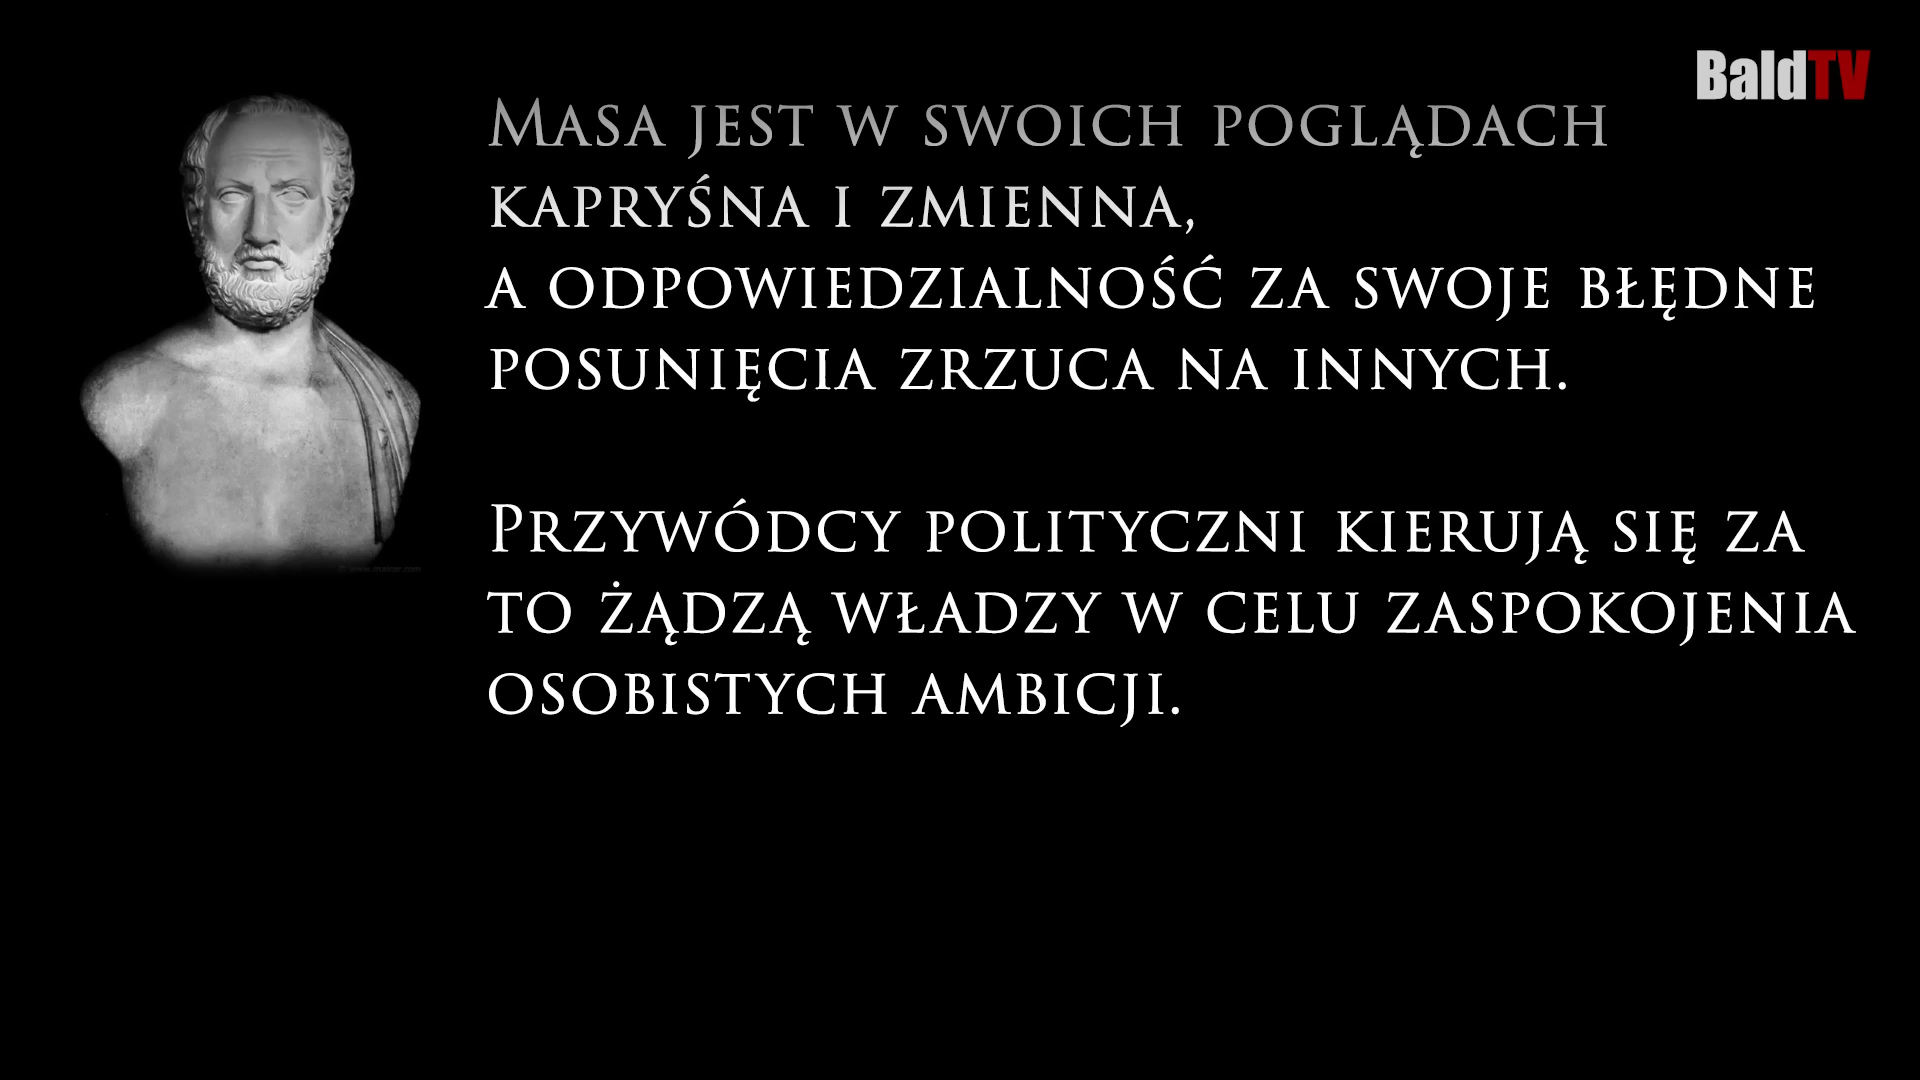 BaldTV
Masa jest w swoich poglądach
kapryśna i zmienna,
a odpowiedzialność za swoje błędne
posunięcia zrzuca na innych.
Przywódcy polityczni kierują się za
to żądzą władzy w celu zaspokojenia
osobistych ambicji.